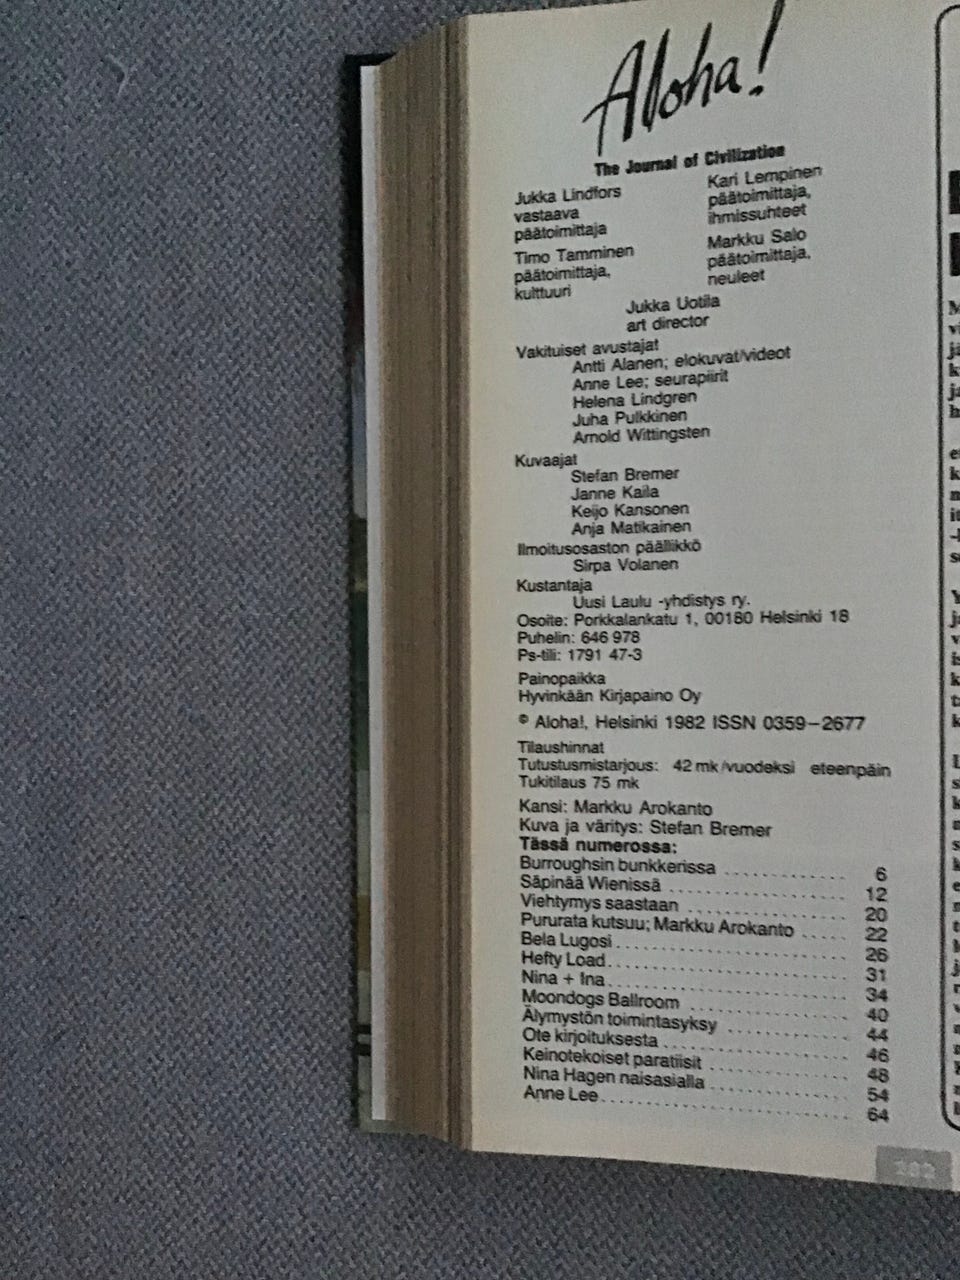 Aloha!
The Journal of Civilization
Jukka Lindfors
vastaava
päätoimittaja
Kari Lempinen
päätoimittaja,
ihmissuhteet
Timo Tamminen
päätoimittaja,
kulttuuri
Markku Salo
päätoimittaja,
neuleet
Jukka Uotila
art director
Vakituiset avustajat
Antti Alanen; elokuvat/videot
Anne Lee; seurapiirit
Helena Lindgren
Juha Pulkkinen
Arnold Wittingsten
Kuvaajat
Stefan Bremer
Janne Kaila
Keijo Kansonen
Anja Matikainen
Ilmoitusosaston päällikkö
Sirpa Volanen
Kustantaja
Uusi Laulu -yhdistys ry.
Osoite: Porkkalankatu 1, 00180 Helsinki 18
Puhelin: 646 978
Ps-tili: 1791 47-3
Painopaikka
Hyvinkään Kirjapaino Oy
© Aloha!, Helsinki 1982 ISSN 0359–2677
Tilaushinnat
Tutustusmistarjous: 42 mk/vuodeksi eteenpäin
Tukitilaus 75 mk
Kansi: Markku Arokanto
Kuva ja väritys: Stefan Bremer
Tässä numerossa:
Burroughsin bunkkerissa .............. 6
Säpinää Wienissä .................... 12
Viehtymys saastaan .................. 20
Pururata kutsuu; Markku Arokanto ..... 22
Bela Lugosi ......................... 26
Hefty Load .......................... 31
Nina + Ina .......................... 34
Moondogs Ballroom ................... 40
Älymystön toimintasyksy ............. 44
Ote kirjoituksesta .................. 46
Keinotekoiset paratiisit ............ 48
Nina Hagen naisasialla .............. 54
Anne Lee ............................ 64